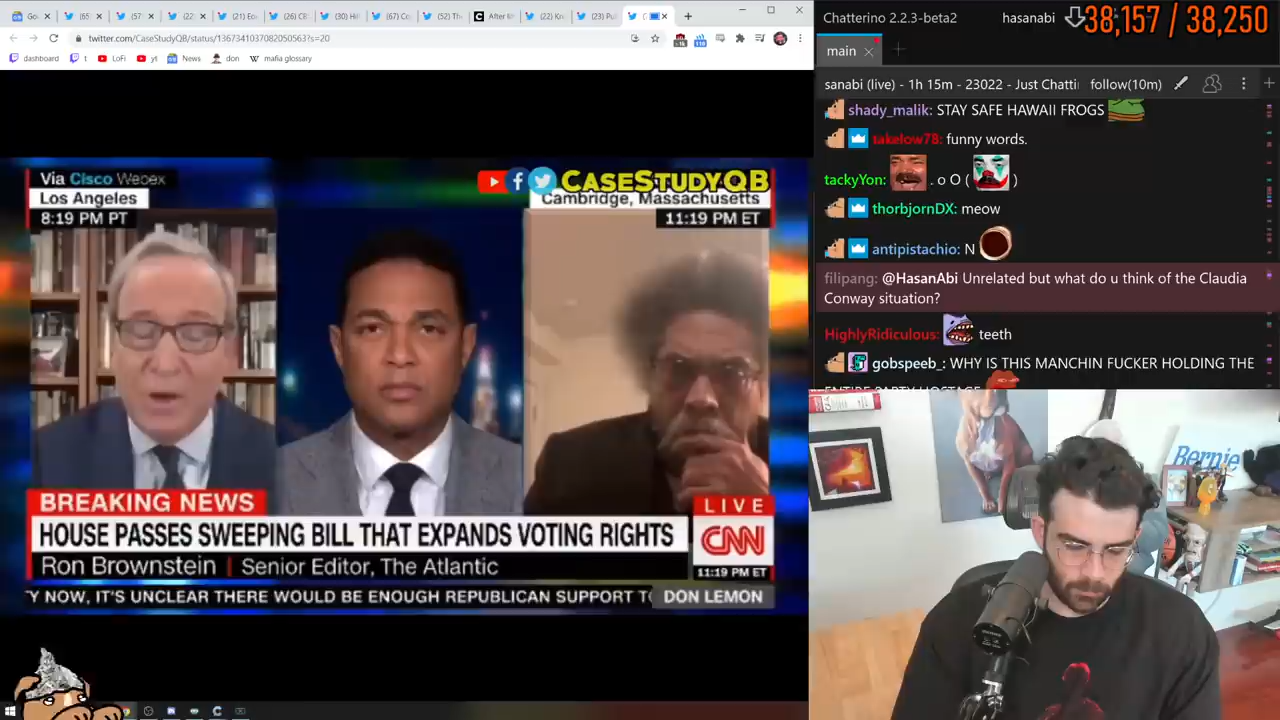 twitter.com/CaseStudyQB/status/1367341037082050563?s=20
dashboard
t
LoFi
yt
News
don
mafia glossary
Via Cisco Webex
Los Angeles
8:19 PM PT
CASESTUDYQB
Cambridge, Massachusetts
11:19 PM ET
BREAKING NEWS
HOUSE PASSES SWEEPING BILL THAT EXPANDS VOTING RIGHTS
Ron Brownstein | Senior Editor, The Atlantic
LIVE
CNN
11:19 PM ET
Y NOW, IT'S UNCLEAR THERE WOULD BE ENOUGH REPUBLICAN SUPPORT TO
DON LEMON
Chatterino 2.2.3-beta2
hasanabi
38,157 / 38,250
main
sanabi (live) - 1h 15m - 23022 - Just Chatti
follow(10m)
shady_malik: STAY SAFE HAWAII FROGS
takelow78: funny words.
tackyYon: . o O ( )
thorbjornDX: meow
antipistachio: N
filipang: @HasanAbi Unrelated but what do u think of the Claudia
Conway situation?
HighlyRidiculous: teeth
gobspeeb_: WHY IS THIS MANCHIN FUCKER HOLDING THE
ENTIRE PARTY HOSTAGE
Bernie